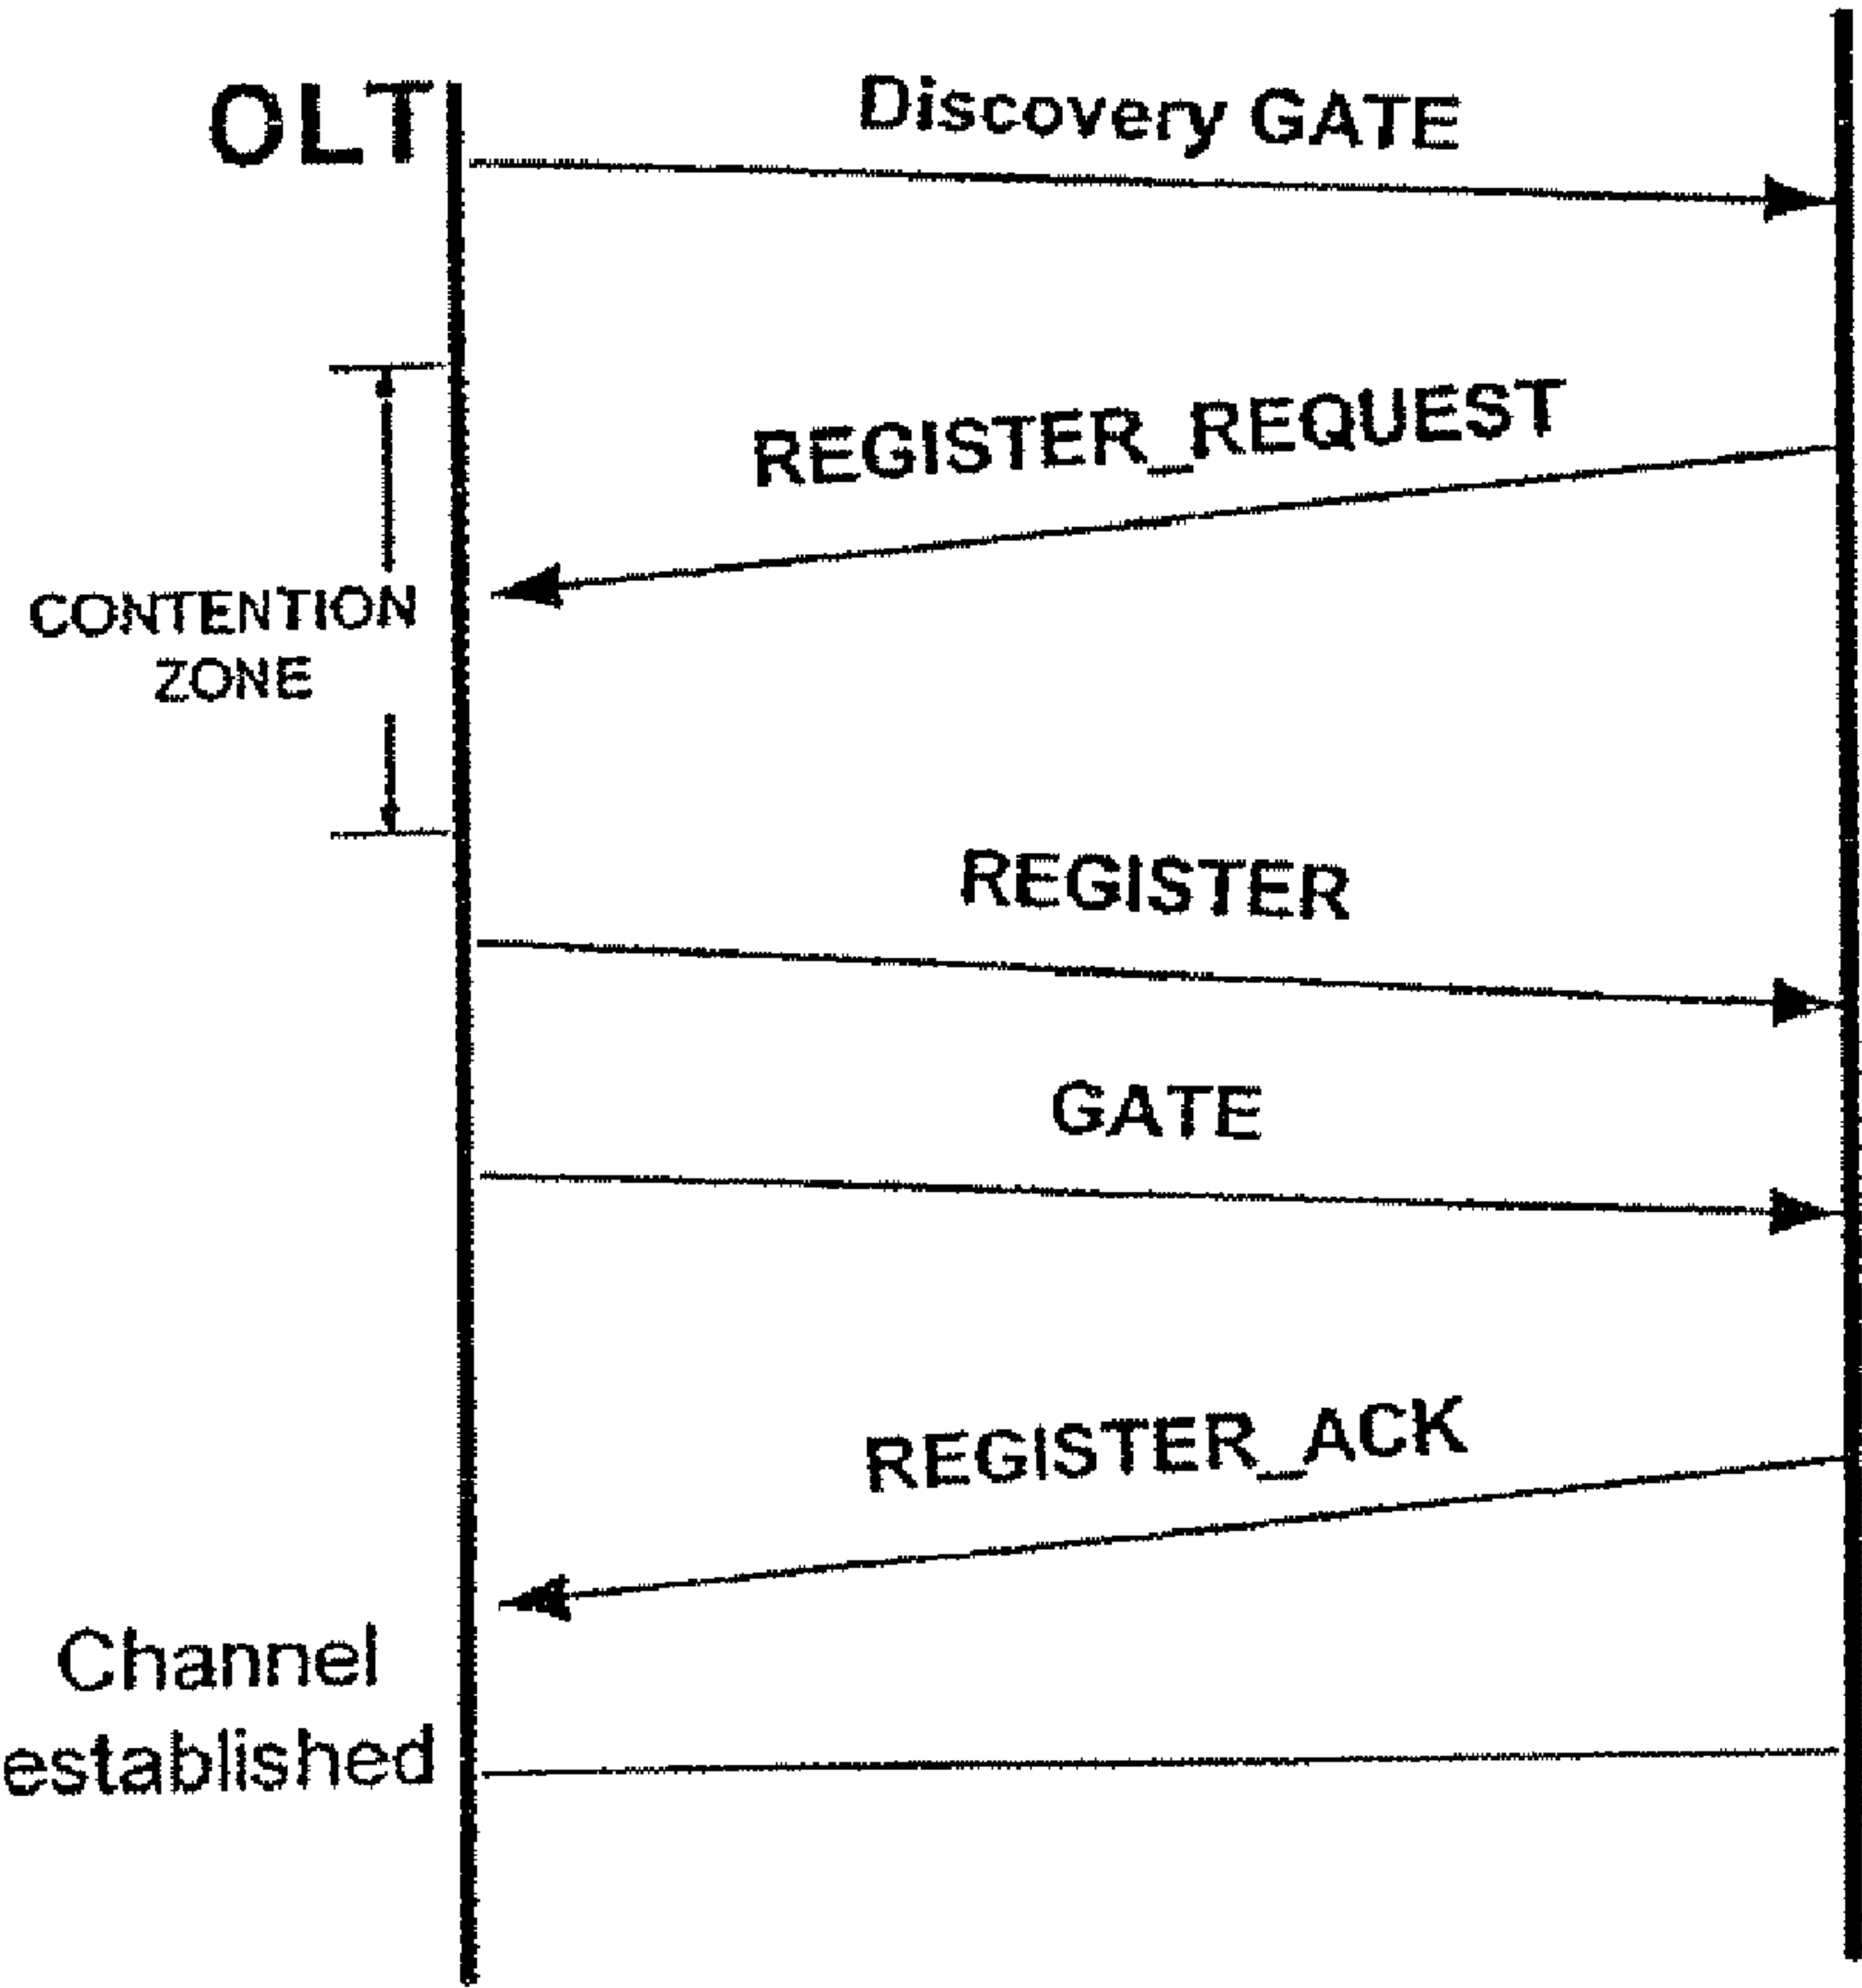 OLT
Discovery GATE
REGISTER_REQUEST
CONTENTION
ZONE
REGISTER
GATE
REGISTER_ACK
Channel
established